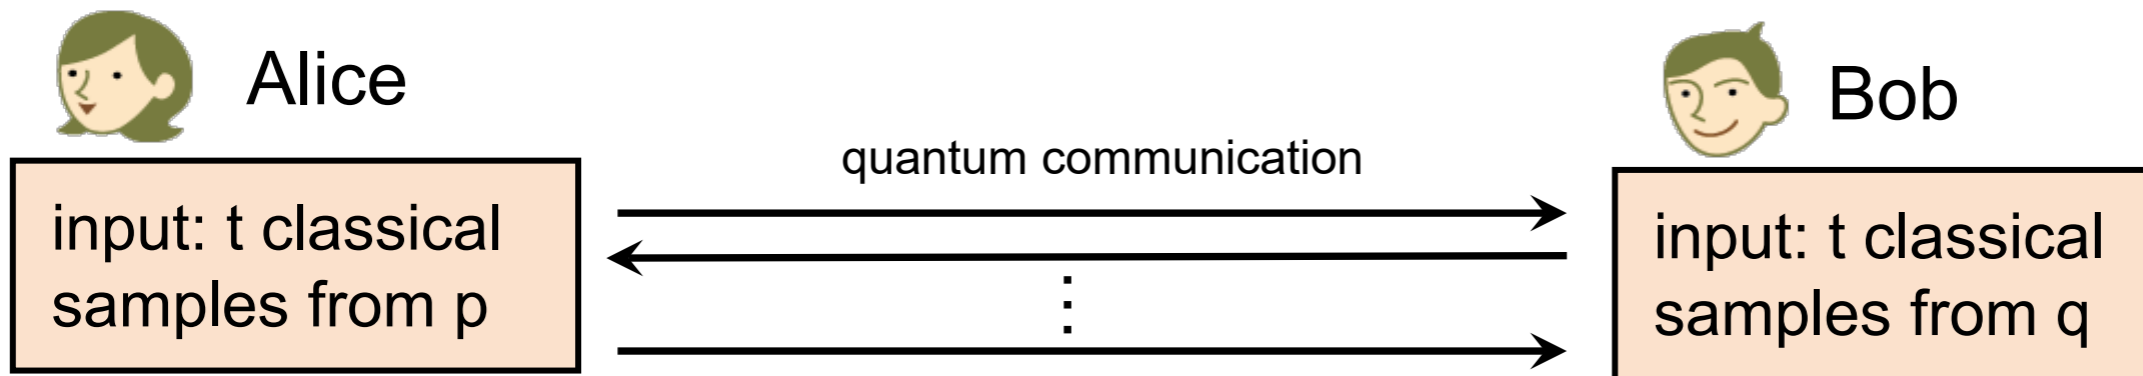 Alice
Bob
quantum communication
input: t classical
samples from p
input: t classical
samples from q